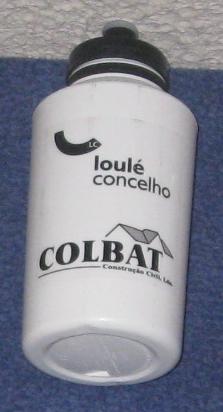 LC
loulé
concelho
COLBAT
Construção Civil, Lda.